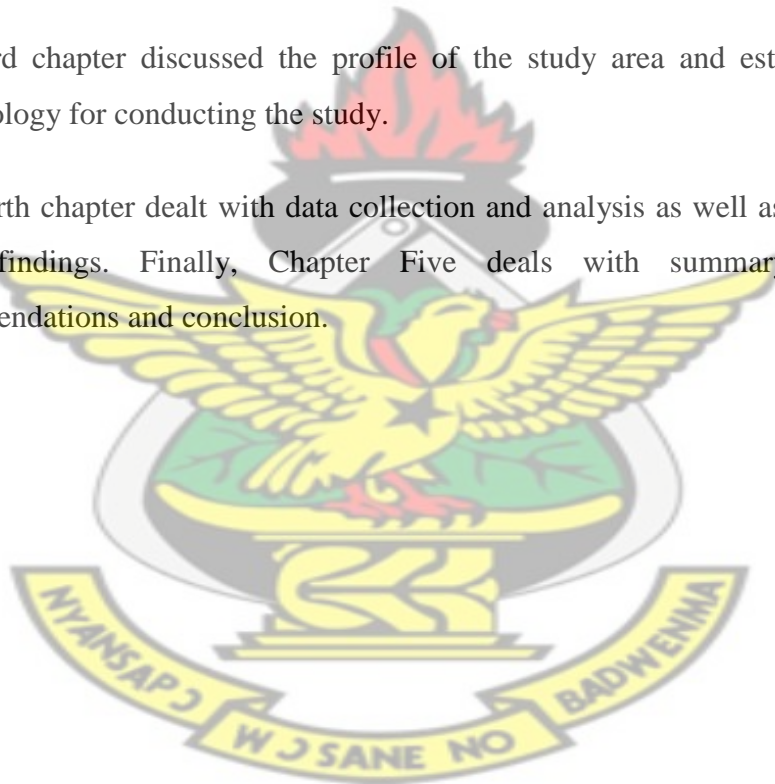 rd chapter discussed the profile of the study area and est
ology for conducting the study.
rth chapter dealt with data collection and analysis as well as
findings. Finally, Chapter Five deals with summary
endations and conclusion.
NYANSAPƆ
WƆSANE NO
BADWENMA